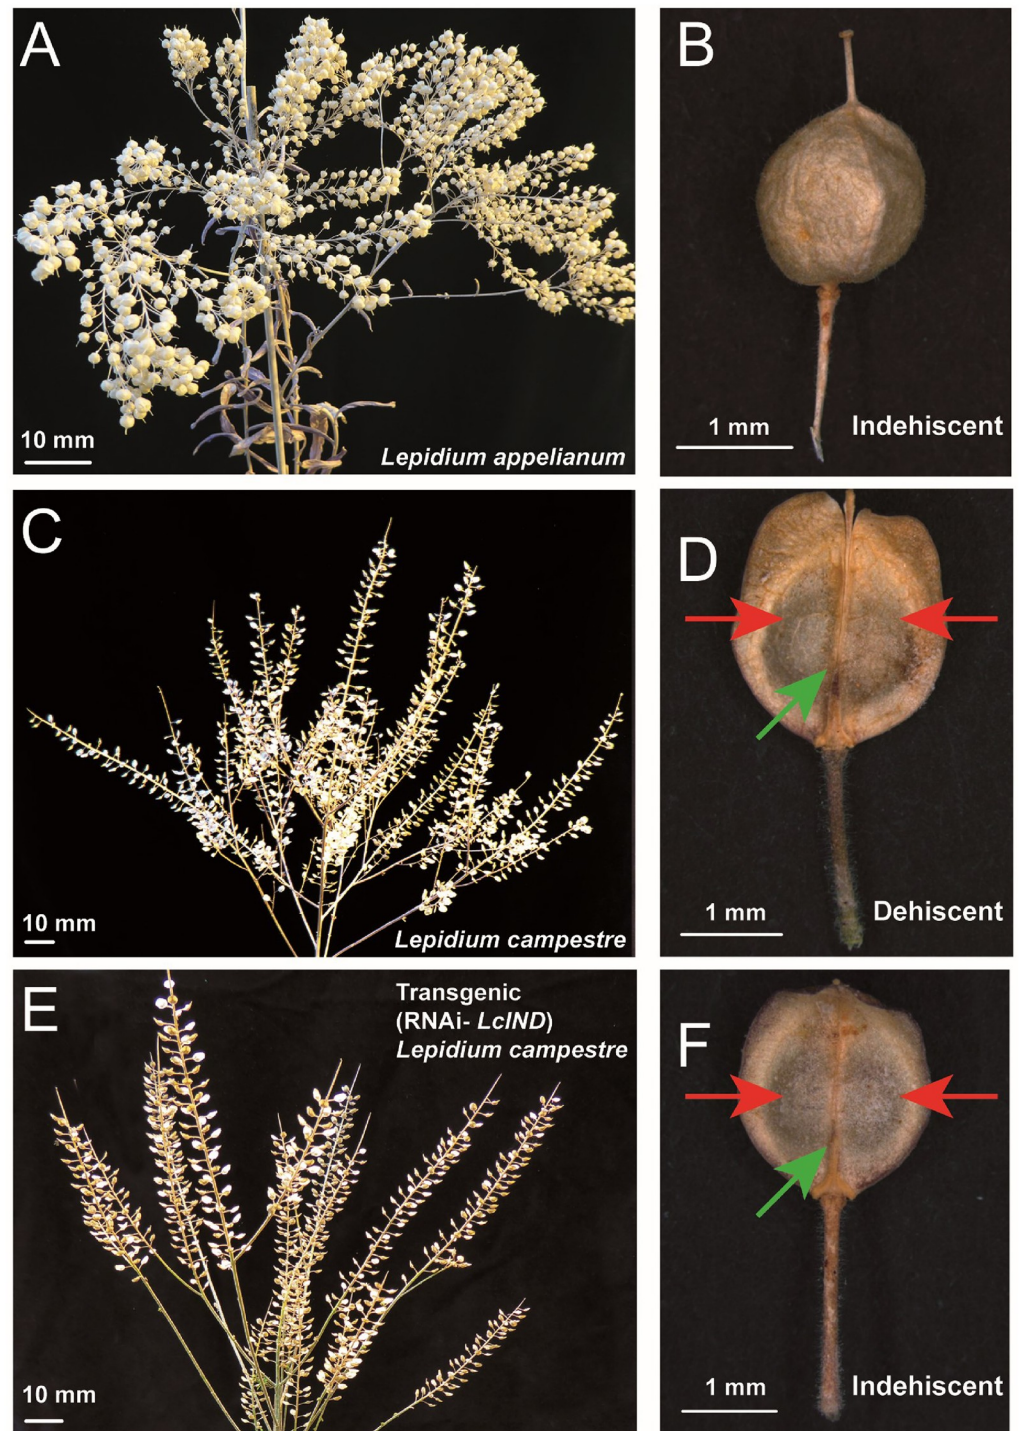 A
10 mm
Lepidium appelianum
B
1 mm
Indehiscent
C
10 mm
Lepidium campestre
D
1 mm
Dehiscent
E
Transgenic
(RNAi- LcIND)
Lepidium campestre
10 mm
F
1 mm
Indehiscent